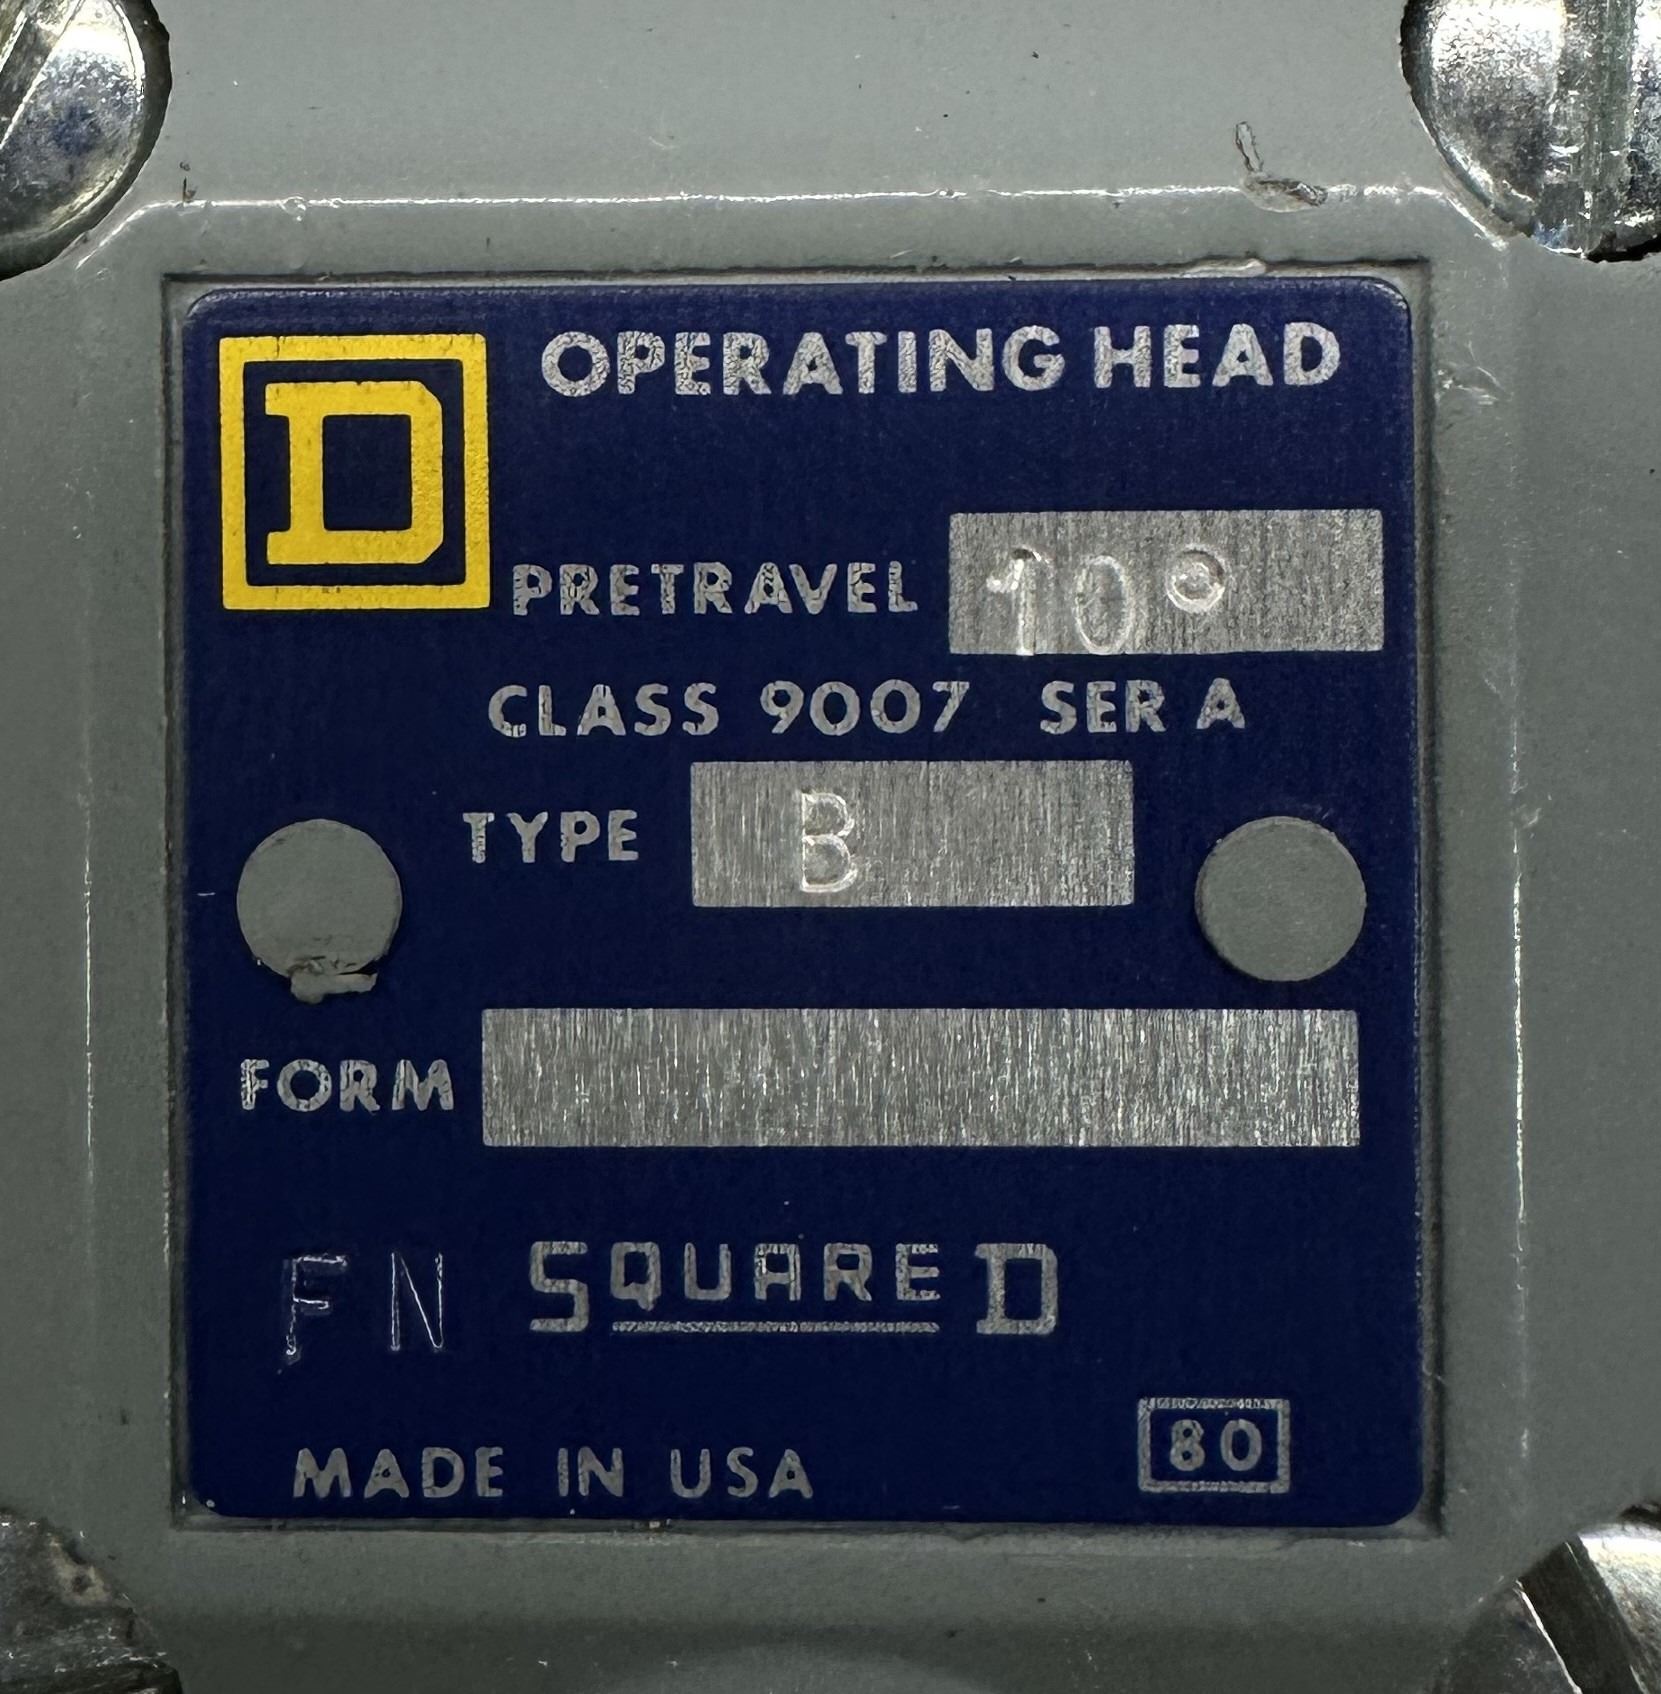 D
OPERATING HEAD
PRETRAVEL 10°
CLASS 9007 SER A
TYPE B
FORM
FN SQUARE D
80
MADE IN USA